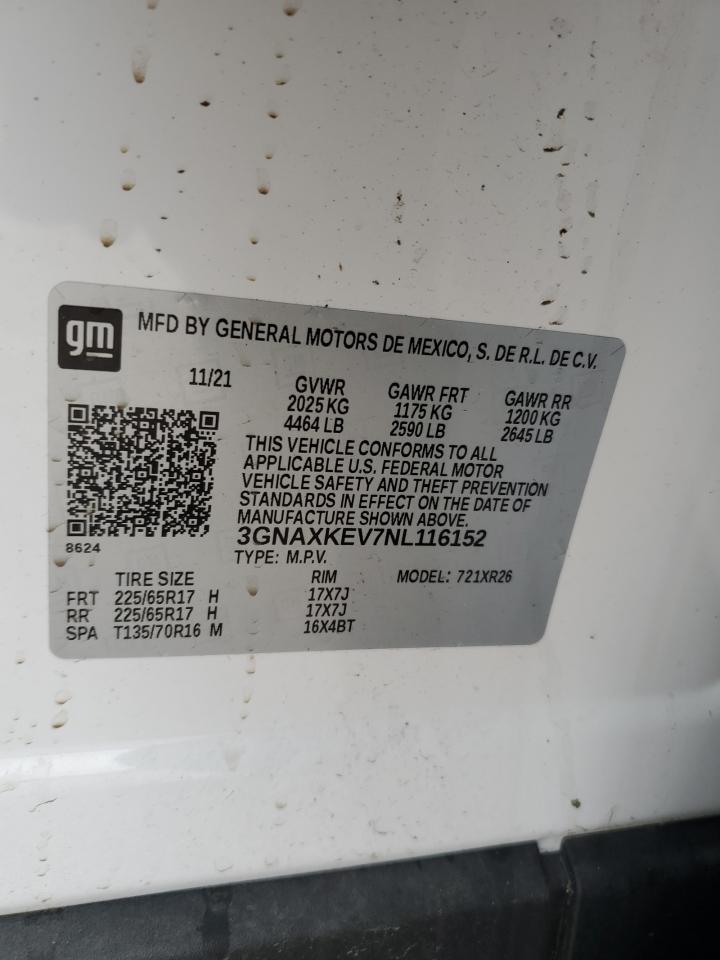 gm MFD BY GENERAL MOTORS DE MEXICO, S. DE R.L. DE C.V.
11/21 GVWR GAWR FRT GAWR RR
2025 KG 1175 KG 1200 KG
4464 LB 2590 LB 2645 LB
THIS VEHICLE CONFORMS TO ALL
APPLICABLE U.S. FEDERAL MOTOR
VEHICLE SAFETY AND THEFT PREVENTION
STANDARDS IN EFFECT ON THE DATE OF
MANUFACTURE SHOWN ABOVE.
3GNAXKEV7NL116152
8624 TYPE: M.P.V.
TIRE SIZE RIM MODEL: 721XR26
FRT 225/65R17 H 17X7J
RR 225/65R17 H 17X7J
SPA T135/70R16 M 16X4BT